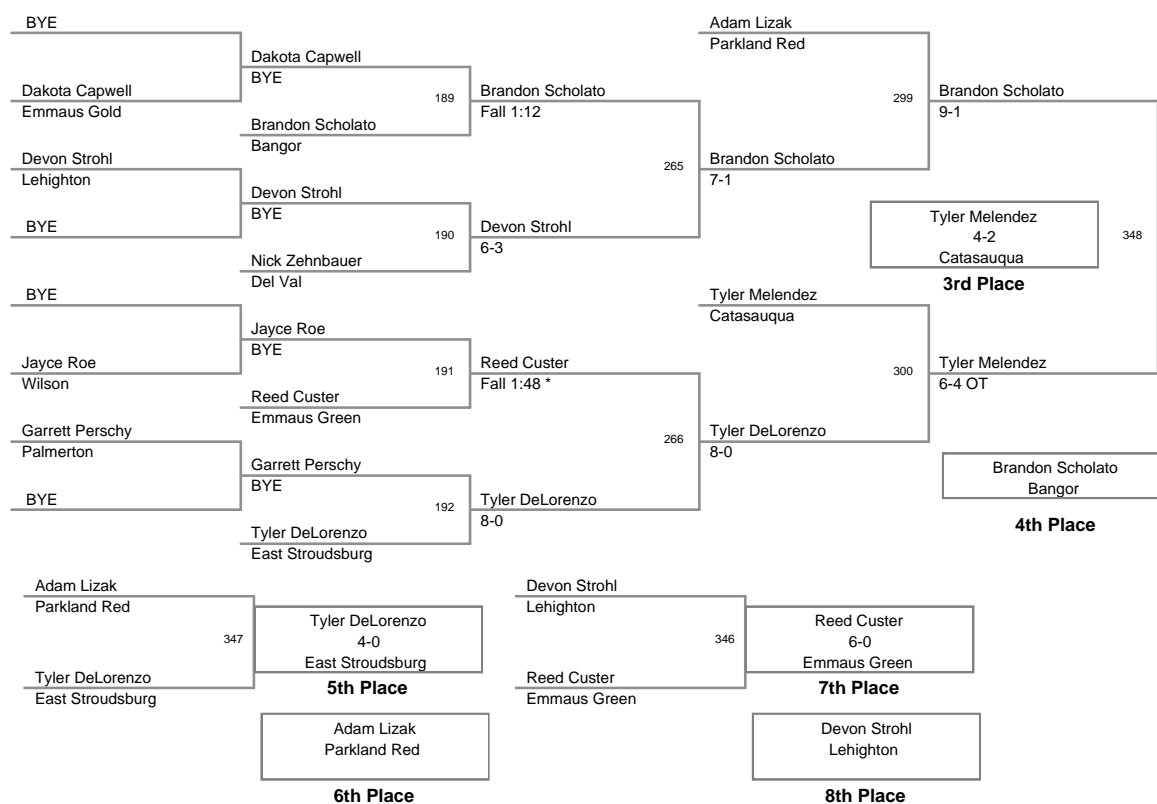 BYE
Dakota Capwell
Emmaus Gold
Devon Strohl
Lehighton
BYE
BYE
Jayce Roe
Wilson
Garrett Perschy
Palmerton
BYE
Dakota Capwell
BYE
189
Brandon Scholato
Bangor
Devon Strohl
BYE
190
Nick Zehnbauer
Del Val
Jayce Roe
BYE
191
Reed Custer
Emmaus Green
Garrett Perschy
BYE
192
Tyler DeLorenzo
East Stroudsburg
Brandon Scholato
Fall 1:12
265
Devon Strohl
6-3
Reed Custer
Fall 1:48 *
266
Tyler DeLorenzo
8-0
Adam Lizak
Parkland Red
299
Brandon Scholato
7-1
Tyler Melendez
Catasauqua
300
Tyler DeLorenzo
8-0
Brandon Scholato
9-1
348
Tyler Melendez
6-4 OT
Tyler Melendez
4-2
Catasauqua
3rd Place
Brandon Scholato
Bangor
4th Place
Adam Lizak
Parkland Red
347
Tyler DeLorenzo
East Stroudsburg
Tyler DeLorenzo
4-0
East Stroudsburg
5th Place
Adam Lizak
Parkland Red
6th Place
Devon Strohl
Lehighton
346
Reed Custer
Emmaus Green
Reed Custer
6-0
Emmaus Green
7th Place
Devon Strohl
Lehighton
8th Place